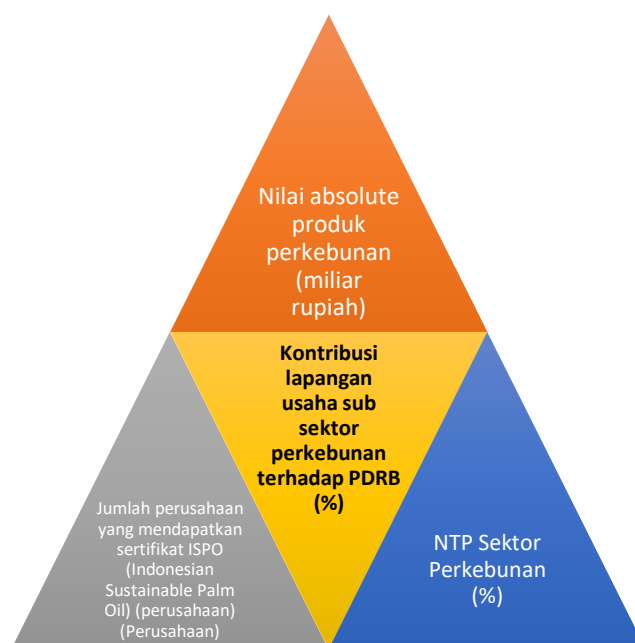 Nilai absolute
produk
perkebunan
(miliar
rupiah)
Kontribusi
lapangan
usaha sub
sektor
perkebunan
terhadap PDRB
(%)
Jumlah perusahaan
yang mendapatkan
sertifikat ISPO
(Indonesian
Sustainable Palm
Oil) (perusahaan)
(Perusahaan)
NTP Sektor
Perkebunan
(%)